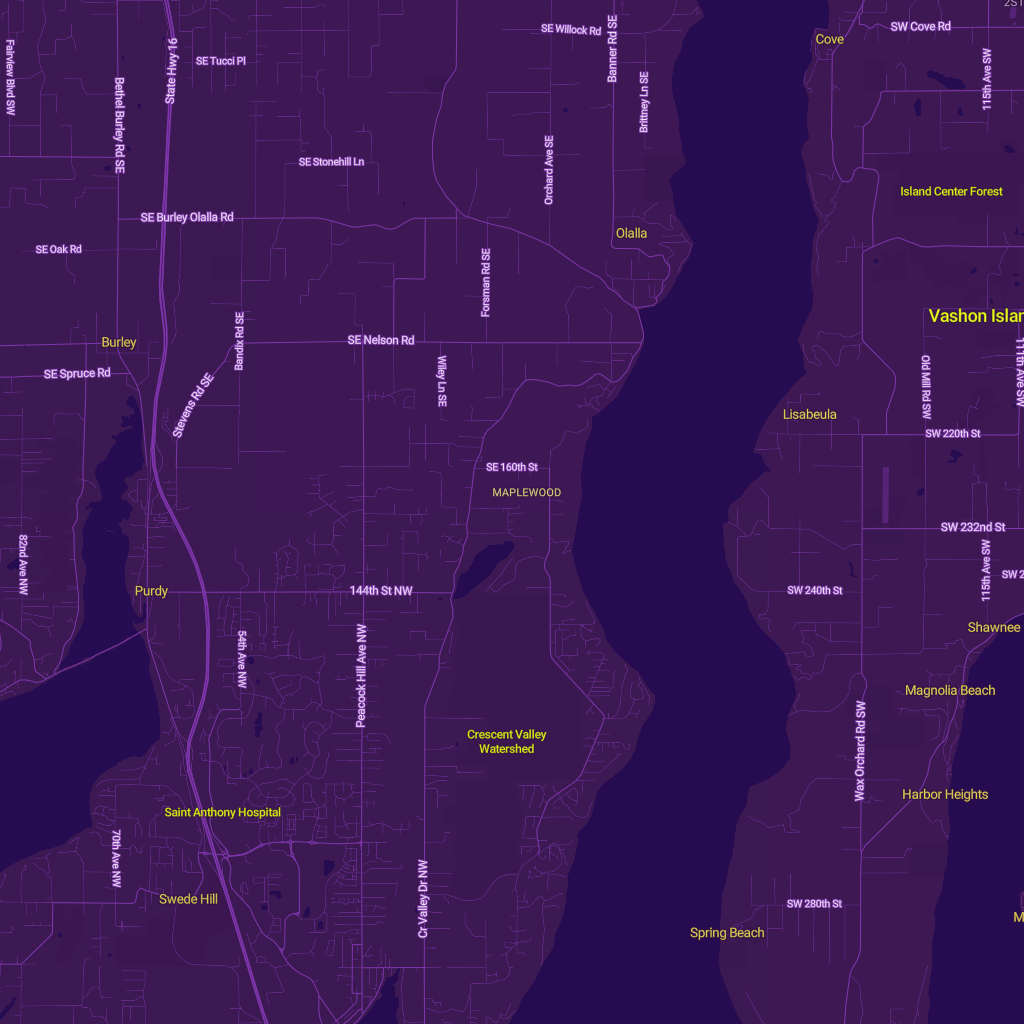 2ST
SW Cove Rd
SE Willock Rd
Banner Rd SE
Cove
Fairview Blvd SW
State Hwy 16
SE Tucci Pl
115th Ave SW
Brittney Ln SE
Bethel Burley Rd SE
SE Stonehill Ln
Orchard Ave SE
Island Center Forest
SE Burley Olalla Rd
Olalla
SE Oak Rd
Forsman Rd SE
Vashon Islan
Burley
Bandix Rd SE
SE Nelson Rd
111th Ave SW
SE Spruce Rd
Wiley Ln SE
Old Mill Rd SW
Stevens Rd SE
Lisabeula
SW 220th St
SE 160th St
MAPLEWOOD
SW 232nd St
82nd Ave NW
115th Ave SW
SW 2
Purdy
144th St NW
SW 240th St
Shawnee
54th Ave NW
Peacock Hill Ave NW
Magnolia Beach
Crescent Valley
Watershed
Wax Orchard Rd SW
Harbor Heights
Saint Anthony Hospital
70th Ave NW
Swede Hill
Cr Valley Dr NW
SW 280th St
M
Spring Beach